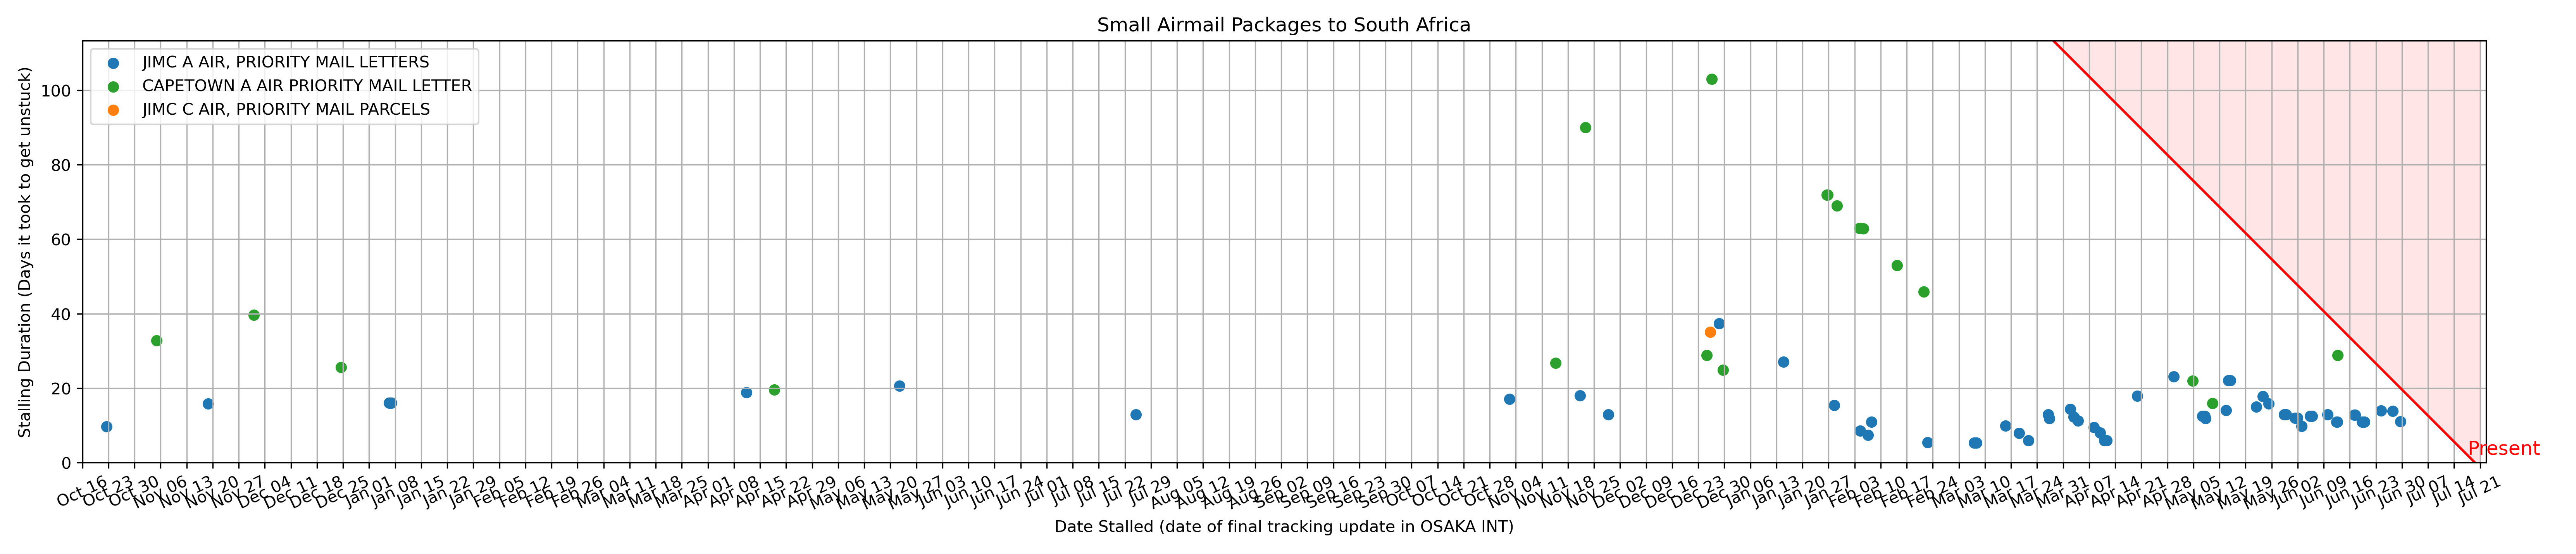 Small Airmail Packages to South Africa
JIMC A AIR, PRIORITY MAIL LETTERS
CAPETOWN A AIR PRIORITY MAIL LETTER
JIMC C AIR, PRIORITY MAIL PARCELS
Stalling Duration (Days it took to get unstuck)
100
80
60
40
20
0
Present
Oct 16
Oct 23
Oct 30
Nov 06
Nov 13
Nov 20
Nov 27
Dec 04
Dec 11
Dec 18
Dec 25
Jan 01
Jan 08
Jan 15
Jan 22
Jan 29
Feb 05
Feb 12
Feb 19
Feb 26
Mar 04
Mar 11
Mar 18
Mar 25
Apr 01
Apr 08
Apr 15
Apr 22
Apr 29
May 06
May 13
May 20
May 27
Jun 03
Jun 10
Jun 17
Jun 24
Jul 01
Jul 08
Jul 15
Jul 22
Jul 29
Aug 05
Aug 12
Aug 19
Aug 26
Sep 02
Sep 09
Sep 16
Sep 23
Sep 30
Oct 07
Oct 14
Oct 21
Oct 28
Nov 04
Nov 11
Nov 18
Nov 25
Dec 02
Dec 09
Dec 16
Dec 23
Dec 30
Jan 06
Jan 13
Jan 20
Jan 27
Feb 03
Feb 10
Feb 17
Feb 24
Mar 03
Mar 10
Mar 17
Mar 24
Mar 31
Apr 07
Apr 14
Apr 21
Apr 28
May 05
May 12
May 19
May 26
Jun 02
Jun 09
Jun 16
Jun 23
Jun 30
Jul 07
Jul 14
Jul 21
Date Stalled (date of final tracking update in OSAKA INT)